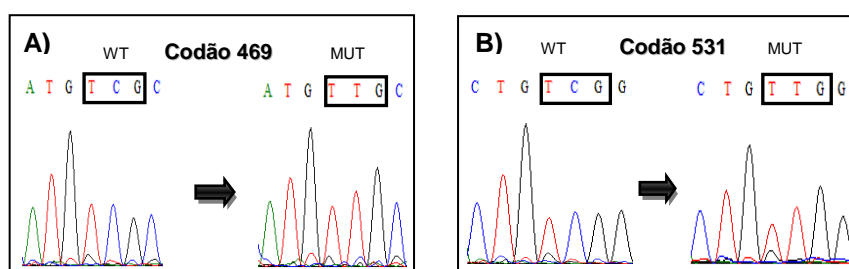 A) WT Codão 469 MUT
A T G T C G C
A T G T T G C
B) WT Codão 531 MUT
C T G T C G G
C T G T T G G